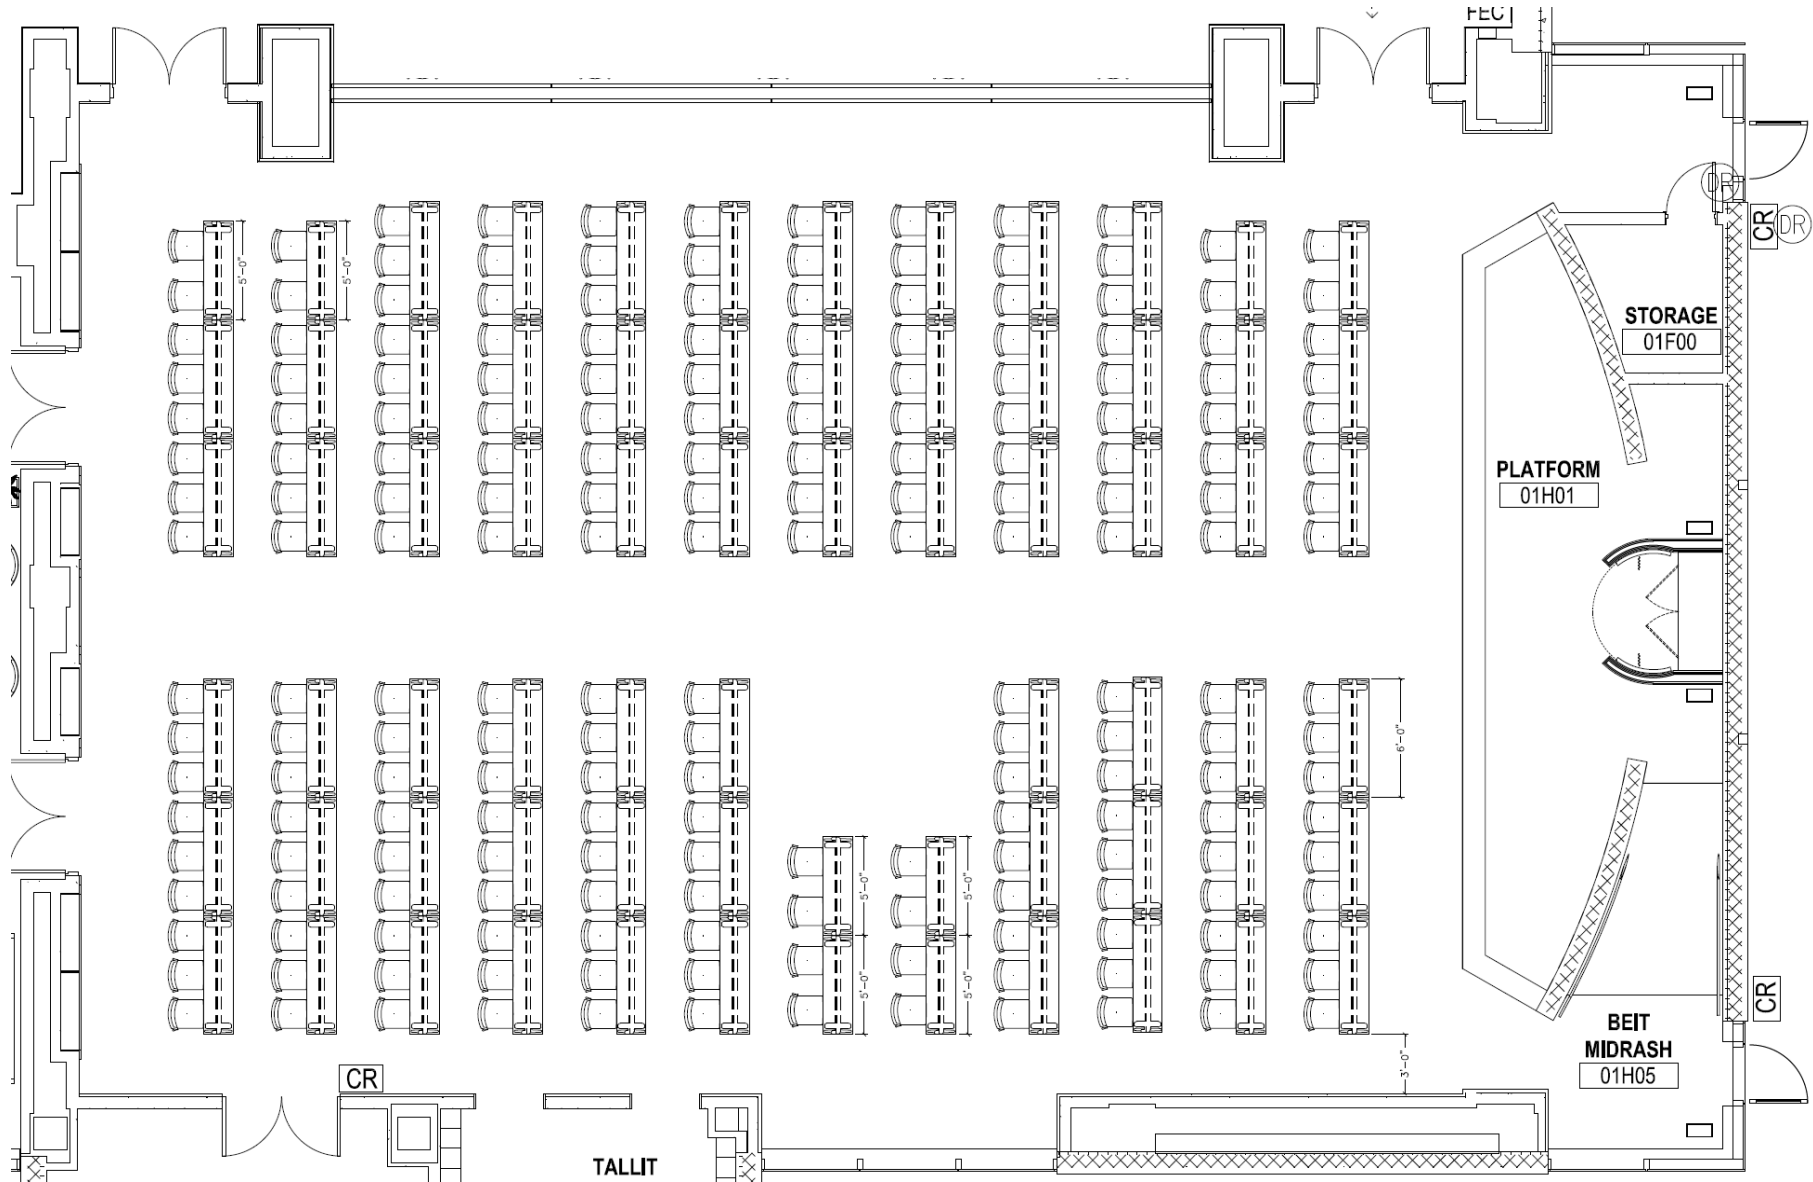 FEC
DR
CR
DR
5'-0"
5'-0"
STORAGE
01F00
PLATFORM
01H01
6'-0"
5'-0"
5'-0"
5'-0"
5'-0"
CR
BEIT
MIDRASH
01H05
3'-0"
CR
TALLIT